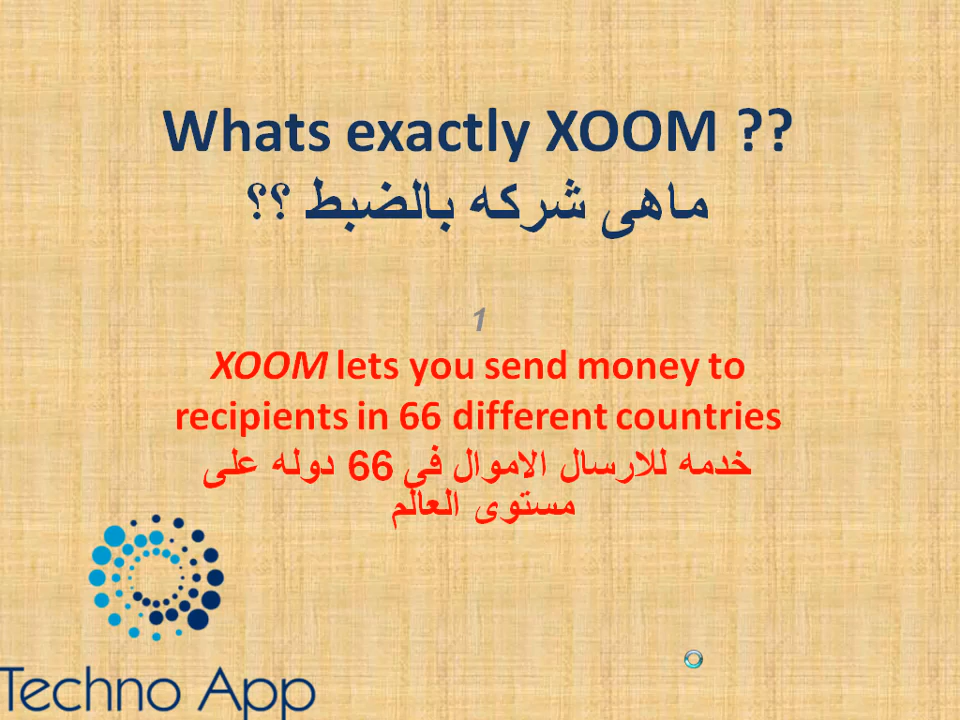 Whats exactly XOOM ??
ماهى شركه بالضبط ؟؟
1
XOOM lets you send money to
recipients in 66 different countries
خدمه للارسال الاموال فى 66 دوله على
مستوى العالم
Techno App